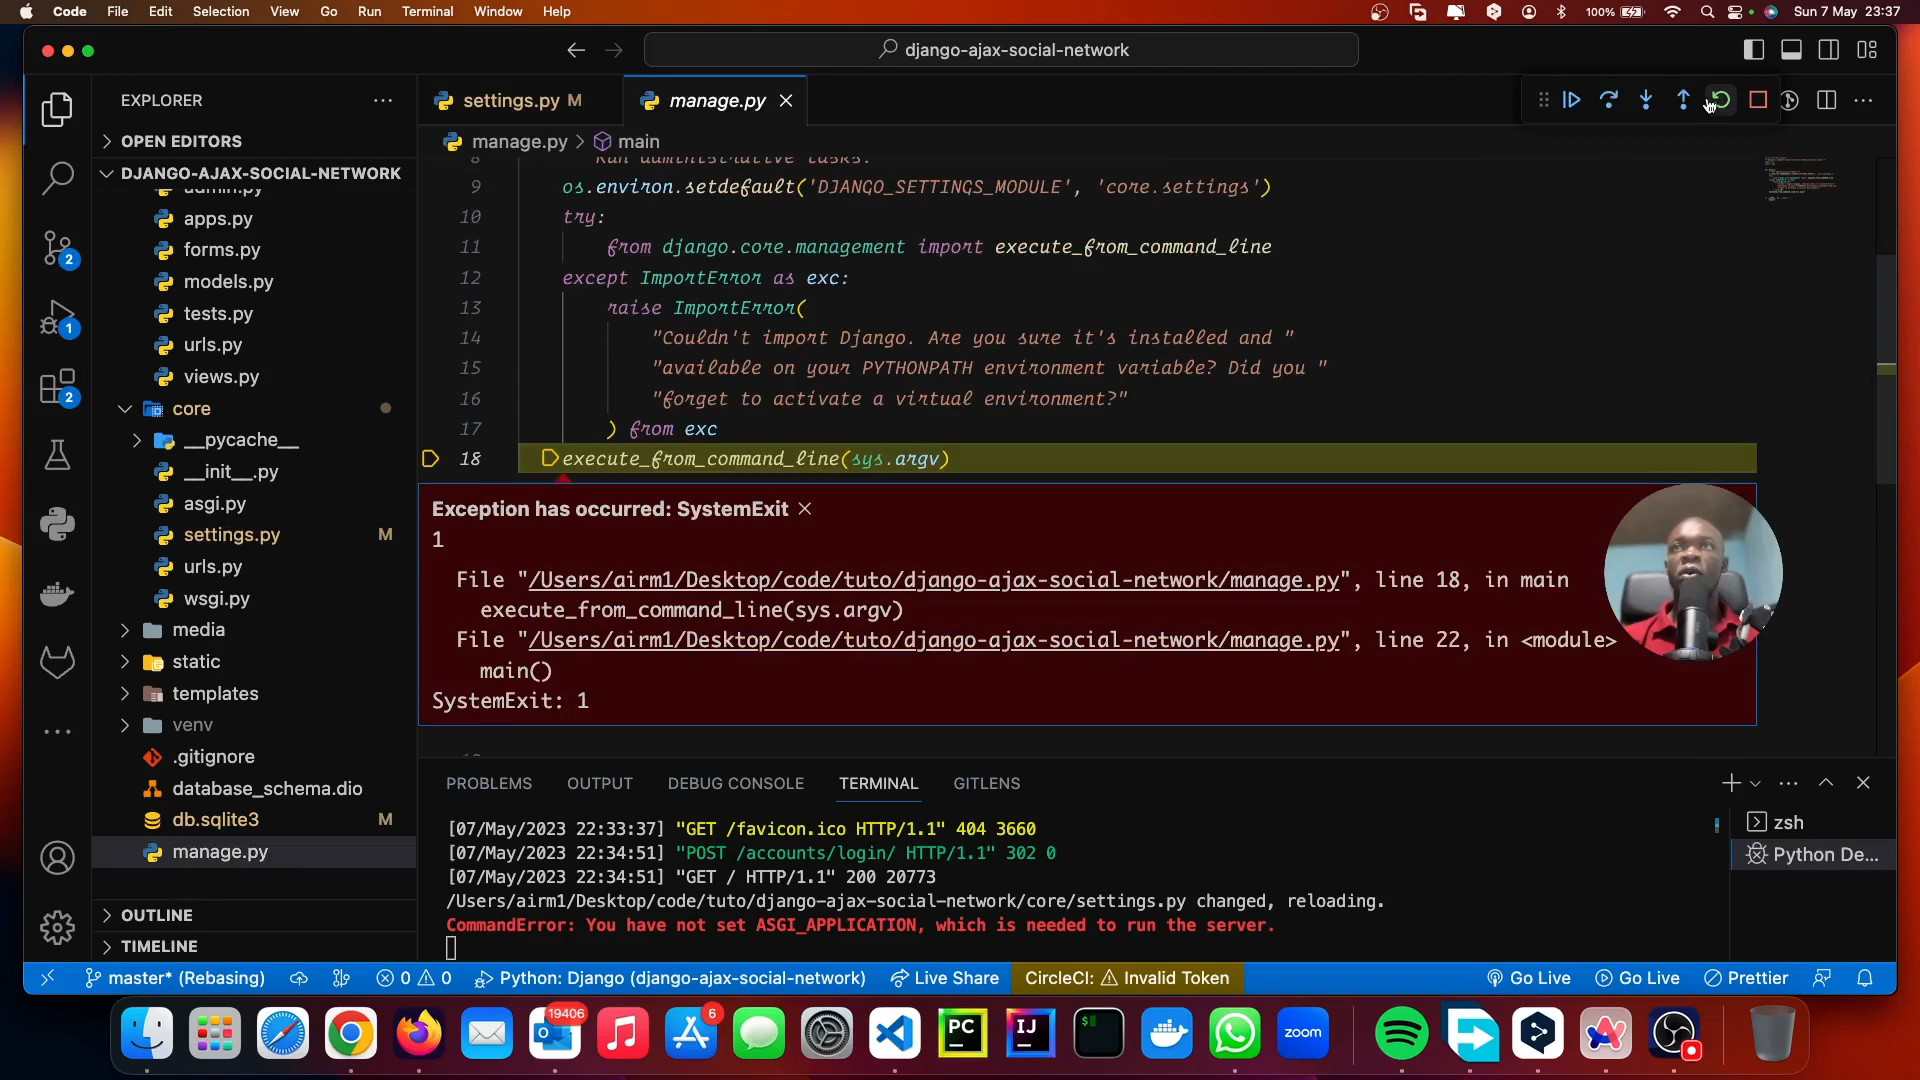 Code File Edit Selection View Go Run Terminal Window Help 100% Sun 7 May 23:37
django-ajax-social-network
EXPLORER
OPEN EDITORS
DJANGO-AJAX-SOCIAL-NETWORK
admin.py
apps.py
forms.py
models.py
tests.py
urls.py
views.py
core
__pycache__
__init__.py
asgi.py
settings.py M
urls.py
wsgi.py
media
static
templates
venv
.gitignore
database_schema.dio
db.sqlite3 M
manage.py
OUTLINE
TIMELINE
2
1
2
settings.py M manage.py
manage.py > main
8 """Run administrative tasks."""
9 os.environ.setdefault('DJANGO_SETTINGS_MODULE', 'core.settings')
10 try:
11 from django.core.management import execute_from_command_line
12 except ImportError as exc:
13 raise ImportError(
14 "Couldn't import Django. Are you sure it's installed and "
15 "available on your PYTHONPATH environment variable? Did you "
16 "forget to activate a virtual environment?"
17 ) from exc
18 execute_from_command_line(sys.argv)
Exception has occurred: SystemExit
1
File "/Users/airm1/Desktop/code/tuto/django-ajax-social-network/manage.py", line 18, in main
execute_from_command_line(sys.argv)
File "/Users/airm1/Desktop/code/tuto/django-ajax-social-network/manage.py", line 22, in <module>
main()
SystemExit: 1
PROBLEMS OUTPUT DEBUG CONSOLE TERMINAL GITLENS
[07/May/2023 22:33:37] "GET /favicon.ico HTTP/1.1" 404 3660
[07/May/2023 22:34:51] "POST /accounts/login/ HTTP/1.1" 302 0
[07/May/2023 22:34:51] "GET / HTTP/1.1" 200 20773
/Users/airm1/Desktop/code/tuto/django-ajax-social-network/core/settings.py changed, reloading.
CommandError: You have not set ASGI_APPLICATION, which is needed to run the server.
zsh
Python De...
master* (Rebasing) 0 0 Python: Django (django-ajax-social-network) Live Share CircleCI: Invalid Token Go Live Go Live Prettier
19406
6
PC
IJ
$
zoom